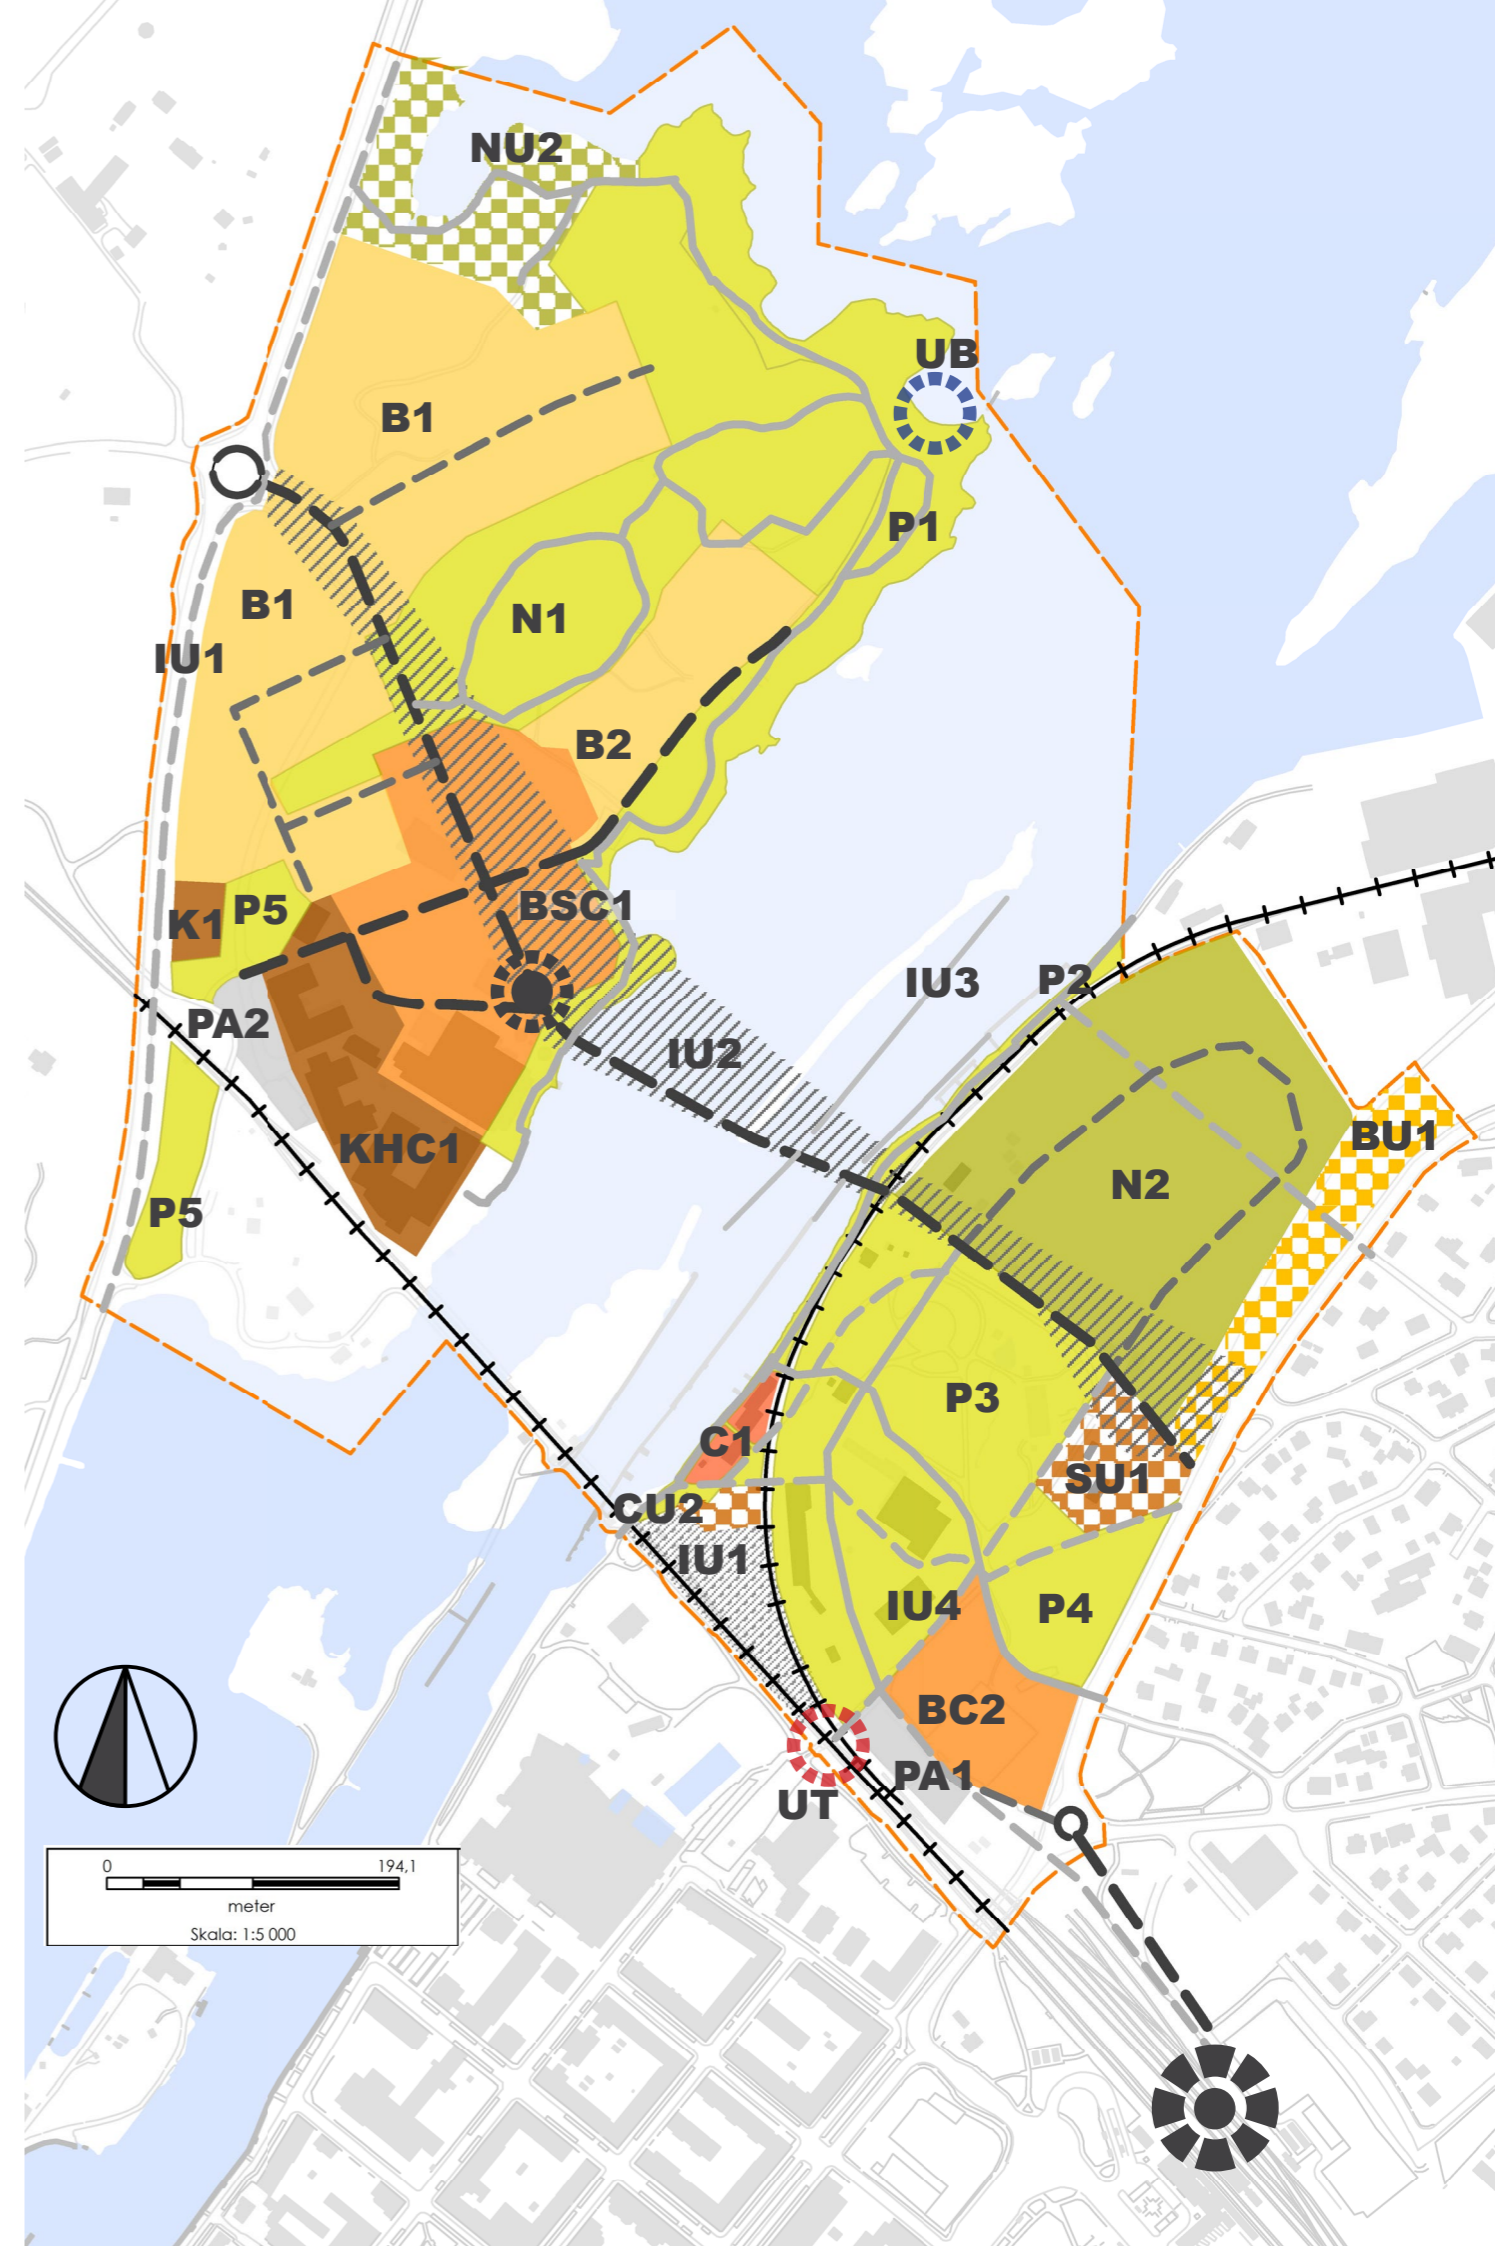 NU2
UB
B1
P1
B1
N1
IU1
B2
K1
P5
BSC1
P2
IU3
PA2
IU2
BU1
KHC1
N2
P5
P3
C1
SU1
CU2
IU1
IU4
P4
BC2
PA1
UT
0 194,1
meter
Skala: 1:5 000